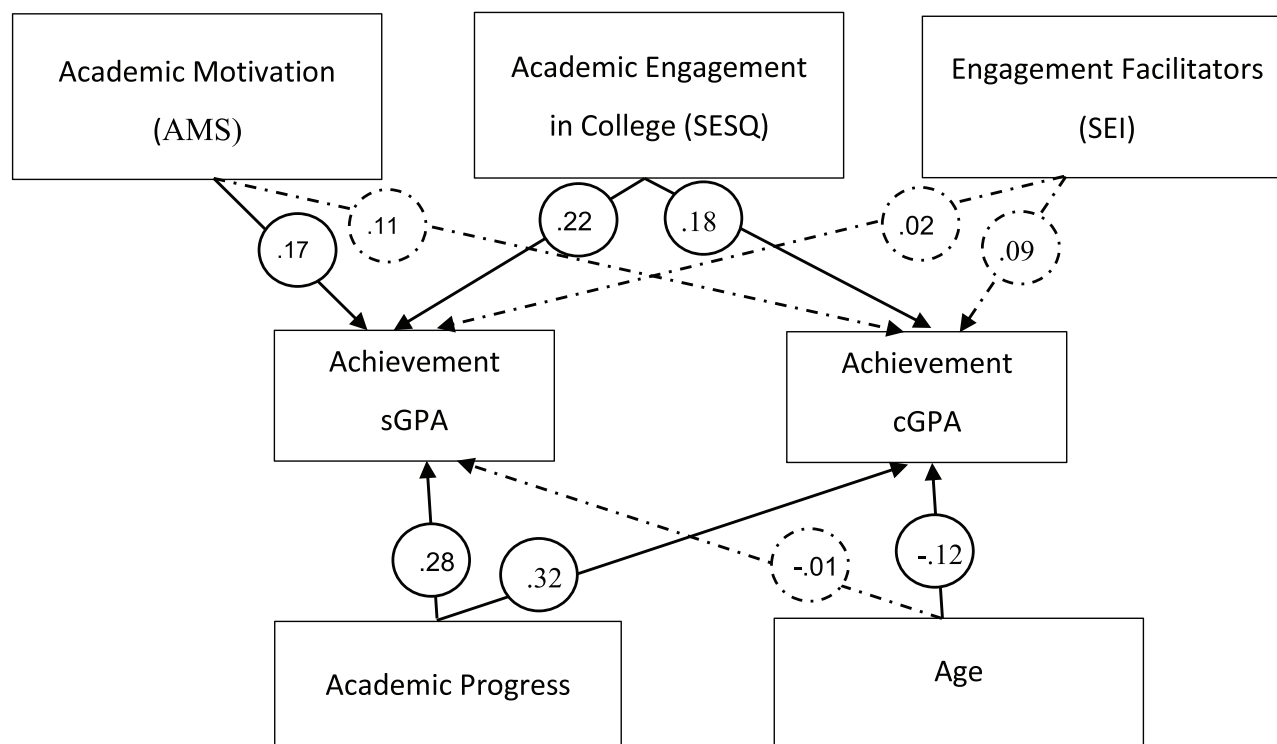 Academic Motivation
(AMS)
Academic Engagement
in College (SESQ)
Engagement Facilitators
(SEI)
.17
.11
.22
.18
.02
.09
Achievement
sGPA
Achievement
cGPA
.28
.32
-.01
-.12
Academic Progress
Age